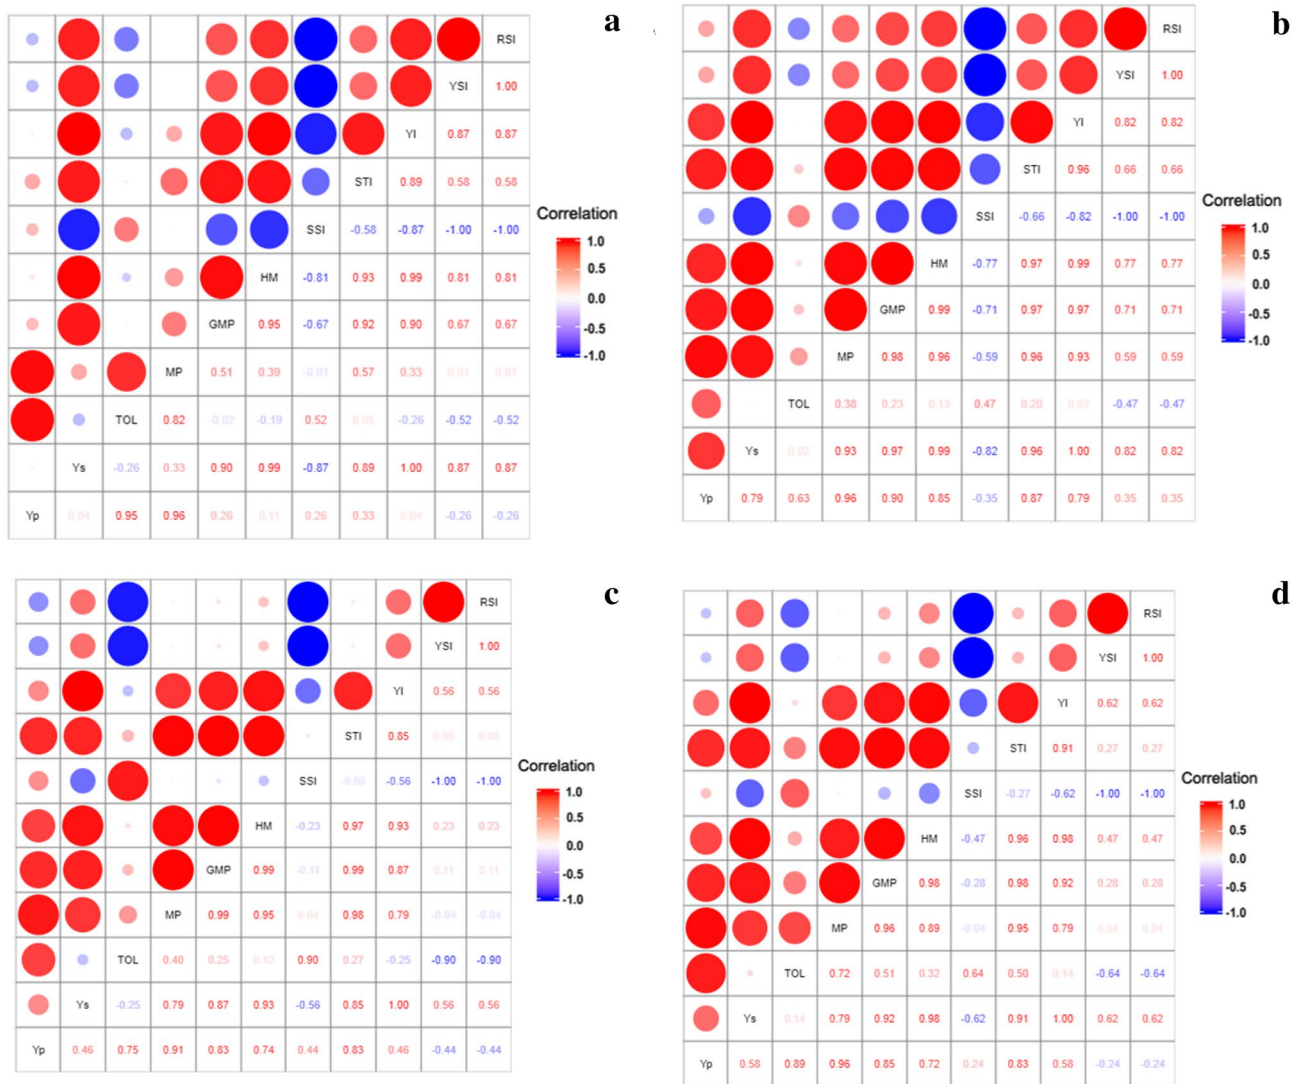 a
RSI
YSI 1.00
YI 0.87 0.87
STI 0.89 0.58 0.58
SSI -0.58 -0.87 -1.00 -1.00
HM -0.81 0.93 0.99 0.81 0.81
GMP 0.95 -0.67 0.92 0.90 0.67 0.67
MP 0.51 0.39 -0.01 0.57 0.33 0.01 0.01
TOL 0.82 -0.02 -0.19 0.52 0.05 -0.26 -0.52 -0.52
Ys -0.26 0.33 0.90 0.99 -0.87 0.89 1.00 0.87 0.87
Yp 0.04 0.95 0.96 0.26 0.11 0.26 0.33 0.04 -0.26 -0.26
Correlation
1.0
0.5
0.0
-0.5
-1.0
b
RSI
YSI 1.00
YI 0.82 0.82
STI 0.96 0.66 0.66
SSI -0.66 -0.82 -1.00 -1.00
HM -0.77 0.97 0.99 0.77 0.77
GMP 0.99 -0.71 0.97 0.97 0.71 0.71
MP 0.98 0.96 -0.59 0.96 0.93 0.59 0.59
TOL 0.38 0.23 0.13 0.47 0.20 0.02 -0.47 -0.47
Ys 0.02 0.93 0.97 0.99 -0.82 0.96 1.00 0.82 0.82
Yp 0.79 0.63 0.96 0.90 0.85 -0.35 0.87 0.79 0.35 0.35
Correlation
1.0
0.5
0.0
-0.5
-1.0
c
RSI
YSI 1.00
YI 0.56 0.56
STI 0.85 0.08 0.08
SSI -0.08 -0.56 -1.00 -1.00
HM -0.23 0.97 0.93 0.23 0.23
GMP 0.99 -0.11 0.99 0.87 0.11 0.11
MP 0.99 0.95 0.04 0.98 0.79 -0.04 -0.04
TOL 0.40 0.25 0.12 0.90 0.27 -0.25 -0.90 -0.90
Ys -0.25 0.79 0.87 0.93 -0.56 0.85 1.00 0.56 0.56
Yp 0.46 0.75 0.91 0.83 0.74 0.44 0.83 0.46 -0.44 -0.44
Correlation
1.0
0.5
0.0
-0.5
-1.0
d
RSI
YSI 1.00
YI 0.62 0.62
STI 0.91 0.27 0.27
SSI -0.27 -0.62 -1.00 -1.00
HM -0.47 0.96 0.98 0.47 0.47
GMP 0.98 -0.28 0.98 0.92 0.28 0.28
MP 0.96 0.89 -0.04 0.95 0.79 0.04 0.04
TOL 0.72 0.51 0.32 0.64 0.50 0.14 -0.64 -0.64
Ys 0.14 0.79 0.92 0.98 -0.62 0.91 1.00 0.62 0.62
Yp 0.58 0.89 0.96 0.85 0.72 0.24 0.83 0.58 -0.24 -0.24
Correlation
1.0
0.5
0.0
-0.5
-1.0